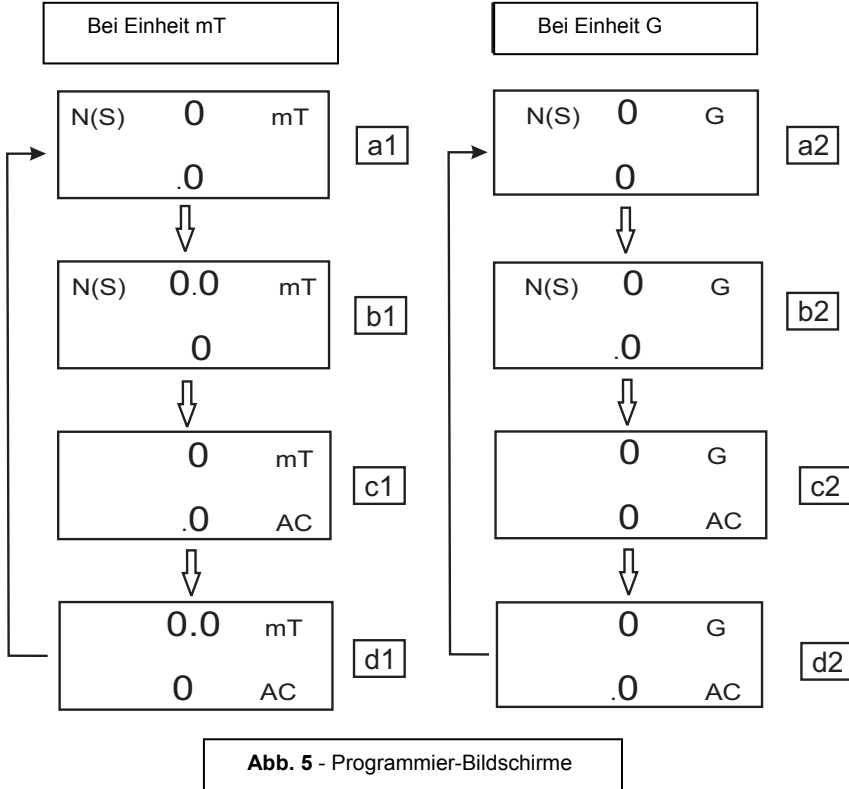 Bei Einheit mT
N(S) 0 mT
.0
a1
N(S) 0.0 mT
0
b1
0 mT
.0 AC
c1
0.0 mT
0 AC
d1
Bei Einheit G
N(S) 0 G
0
a2
N(S) 0 G
.0
b2
0 G
0 AC
c2
0 G
.0 AC
d2
Abb. 5 - Programmier-Bildschirme